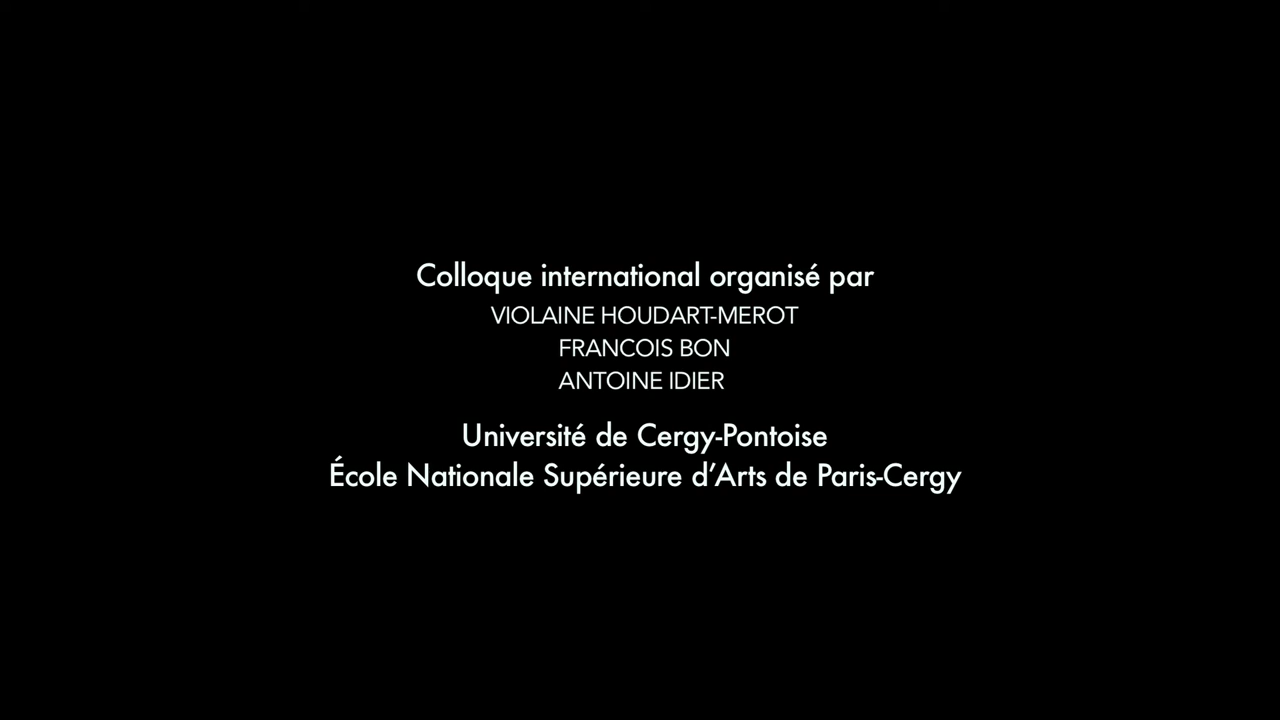 Colloque international organisé par
VIOLAINE HOUDART-MEROT
FRANCOIS BON
ANTOINE IDIER
Université de Cergy-Pontoise
École Nationale Supérieure d’Arts de Paris-Cergy